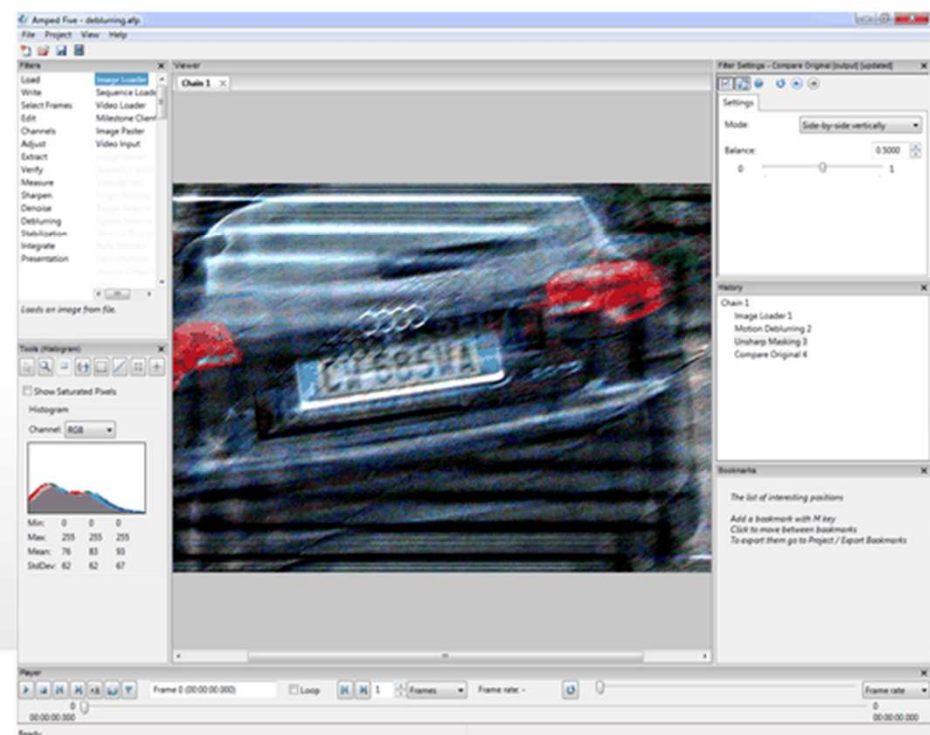 Amped Five - deblurring.afp
File Project View Help
Filters
Load Image Loader
Write Sequence Loade
Select Frames Video Loader
Edit Milestone Client
Channels Image Paster
Adjust Video Input
Extract
Verify
Measure
Sharpen
Denoise
Deblurring
Stabilization
Integrate
Presentation
Loads an image from file.
Tools (Histogram)
Show Saturated Pixels
Histogram
Channel: RGB
Min: 0 0 0
Max: 255 255 255
Mean: 76 83 93
StdDev: 62 62 67
Viewer
Chain 1
Filter Settings - Compare Original [output] [updated]
Settings
Mode: Side-by-side vertically
Balance: 0.5000
0 1
History
Chain 1
Image Loader 1
Motion Deblurring 2
Unsharp Masking 3
Compare Original 4
Bookmarks
The list of interesting positions
Add a bookmark with M key
Click to move between bookmarks
To export them go to Project / Export Bookmarks
Player
Frame 0 (00:00:00.000) Loop 1 Frames Frame rate: - Frame rate
0 0
00:00:00.000 00:00:00.000
Ready